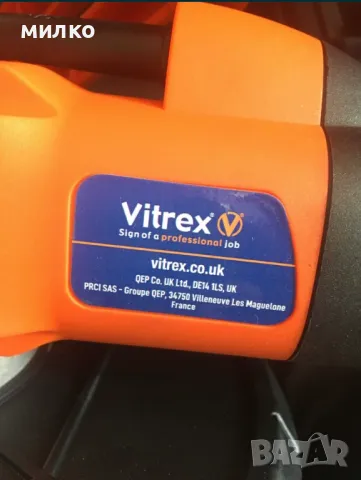 МИЛКО
Vitrex®
Sign of a professional job
vitrex.co.uk
QEP Co. UK Ltd., DE14 1LS, UK
PRCI SAS - Groupe QEP, 34750 Villeneuve Les Maguelone
France
BAZAR